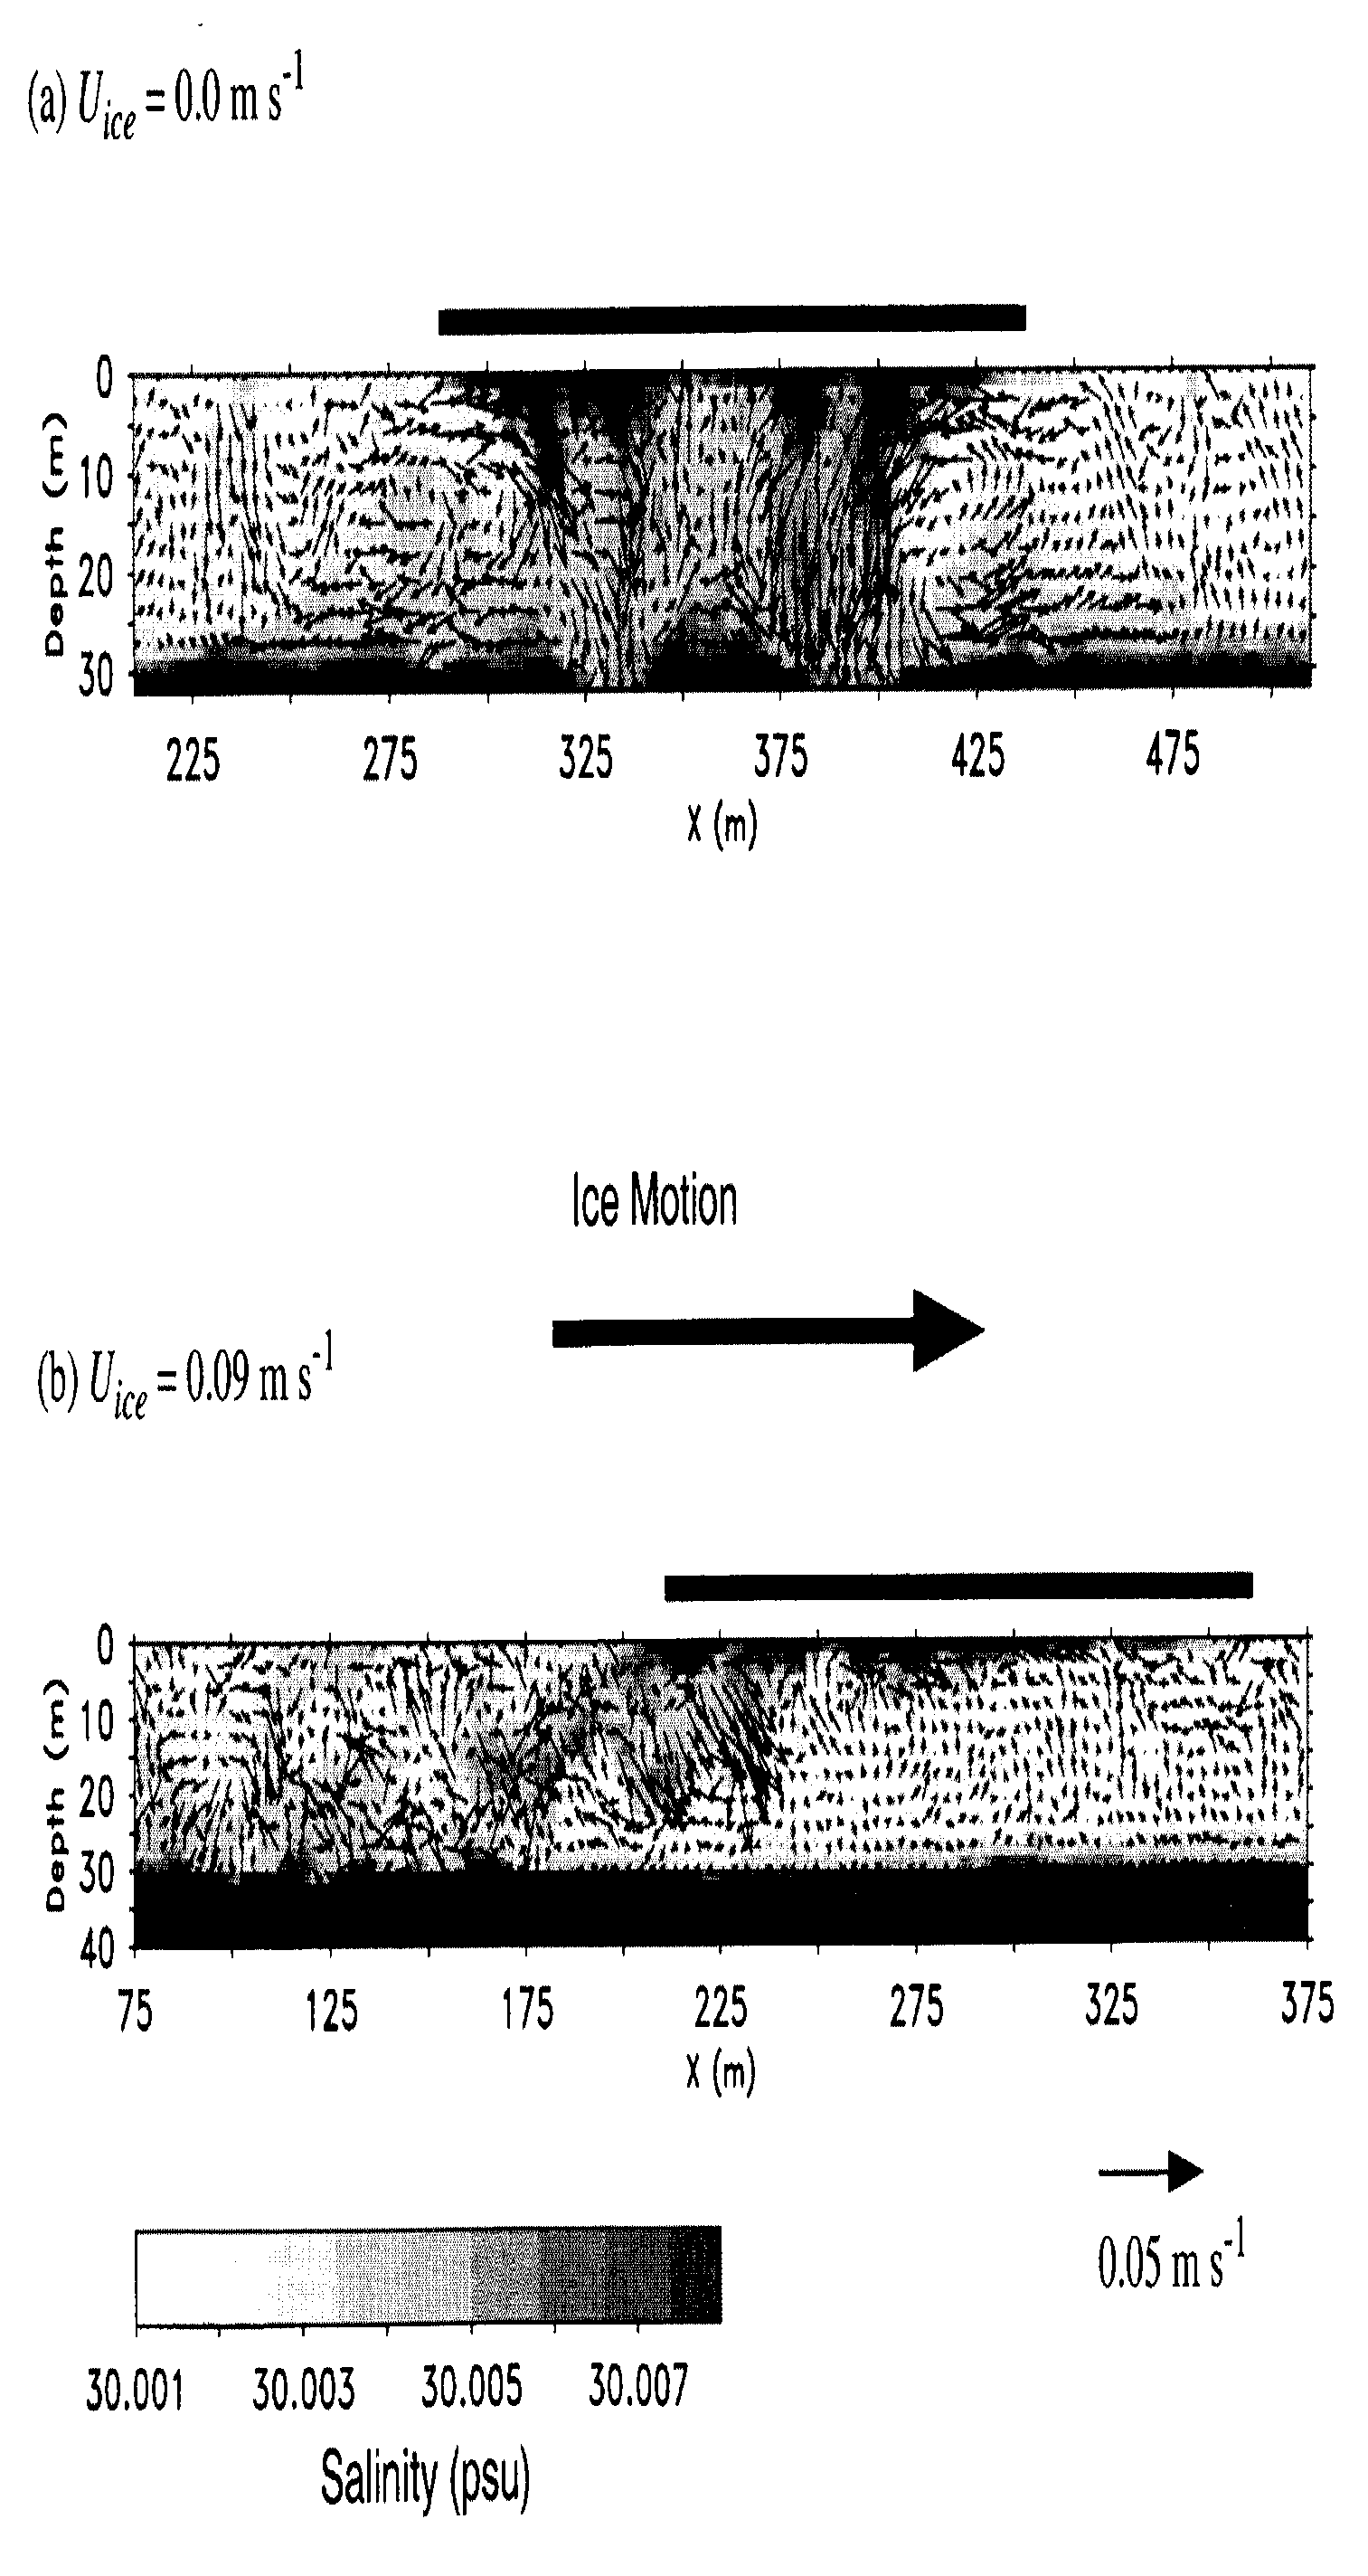 (a) U_ice = 0.0 m s^-1
0
10
20
30
Depth (m)
225 275 325 375 425 475
X (m)
Ice Motion
(b) U_ice = 0.09 m s^-1
0
10
20
30
40
Depth (m)
75 125 175 225 275 325 375
X (m)
0.05 m s^-1
30.001 30.003 30.005 30.007
Salinity (psu)